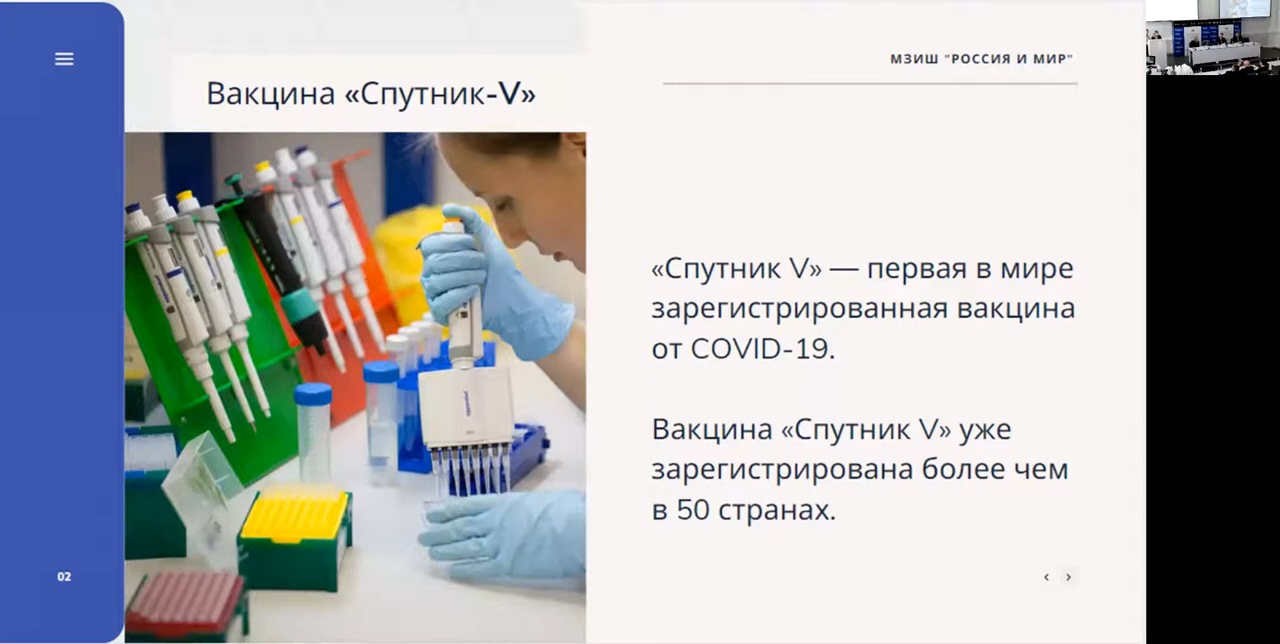 Вакцина «Спутник-V»
МЗИШ "РОССИЯ И МИР"
«Спутник V» — первая в мире
зарегистрированная вакцина
от COVID-19.
Вакцина «Спутник V» уже
зарегистрирована более чем
в 50 странах.
02